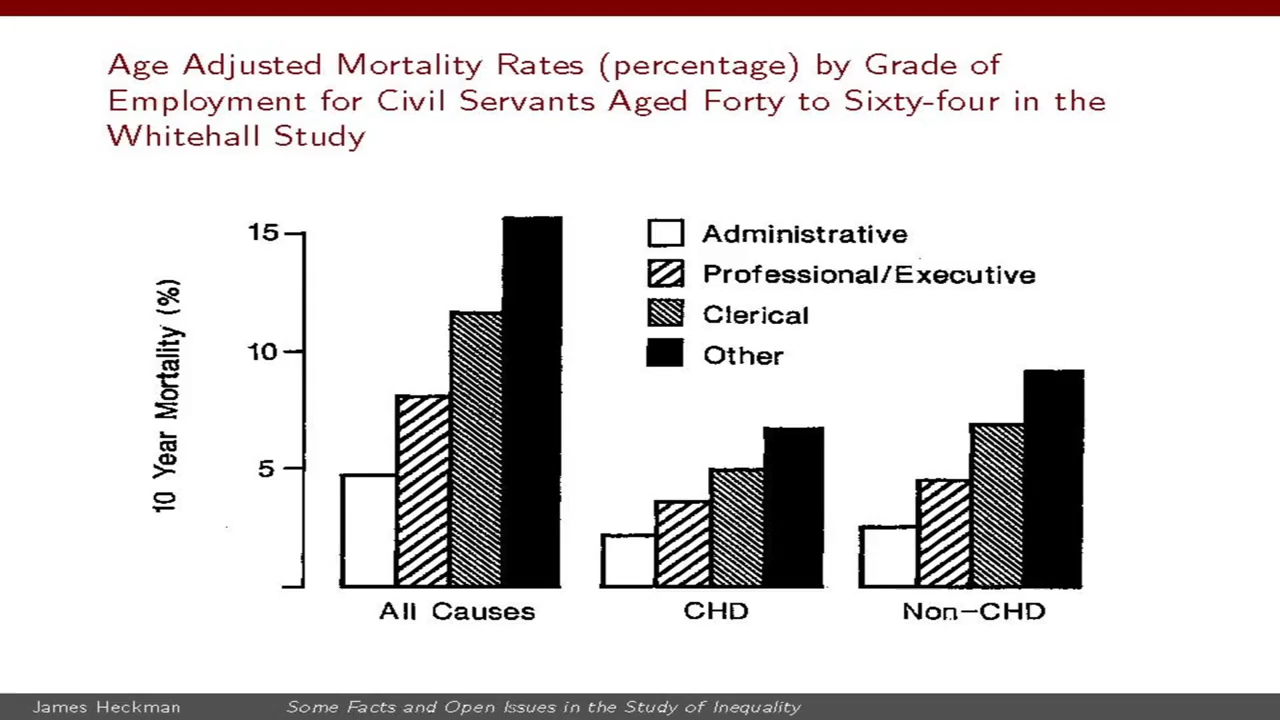 Age Adjusted Mortality Rates (percentage) by Grade of
Employment for Civil Servants Aged Forty to Sixty-four in the
Whitehall Study
15
10
5
10 Year Mortality (%)
Administrative
Professional/Executive
Clerical
Other
All Causes
CHD
Non-CHD
James Heckman
Some Facts and Open Issues in the Study of Inequality